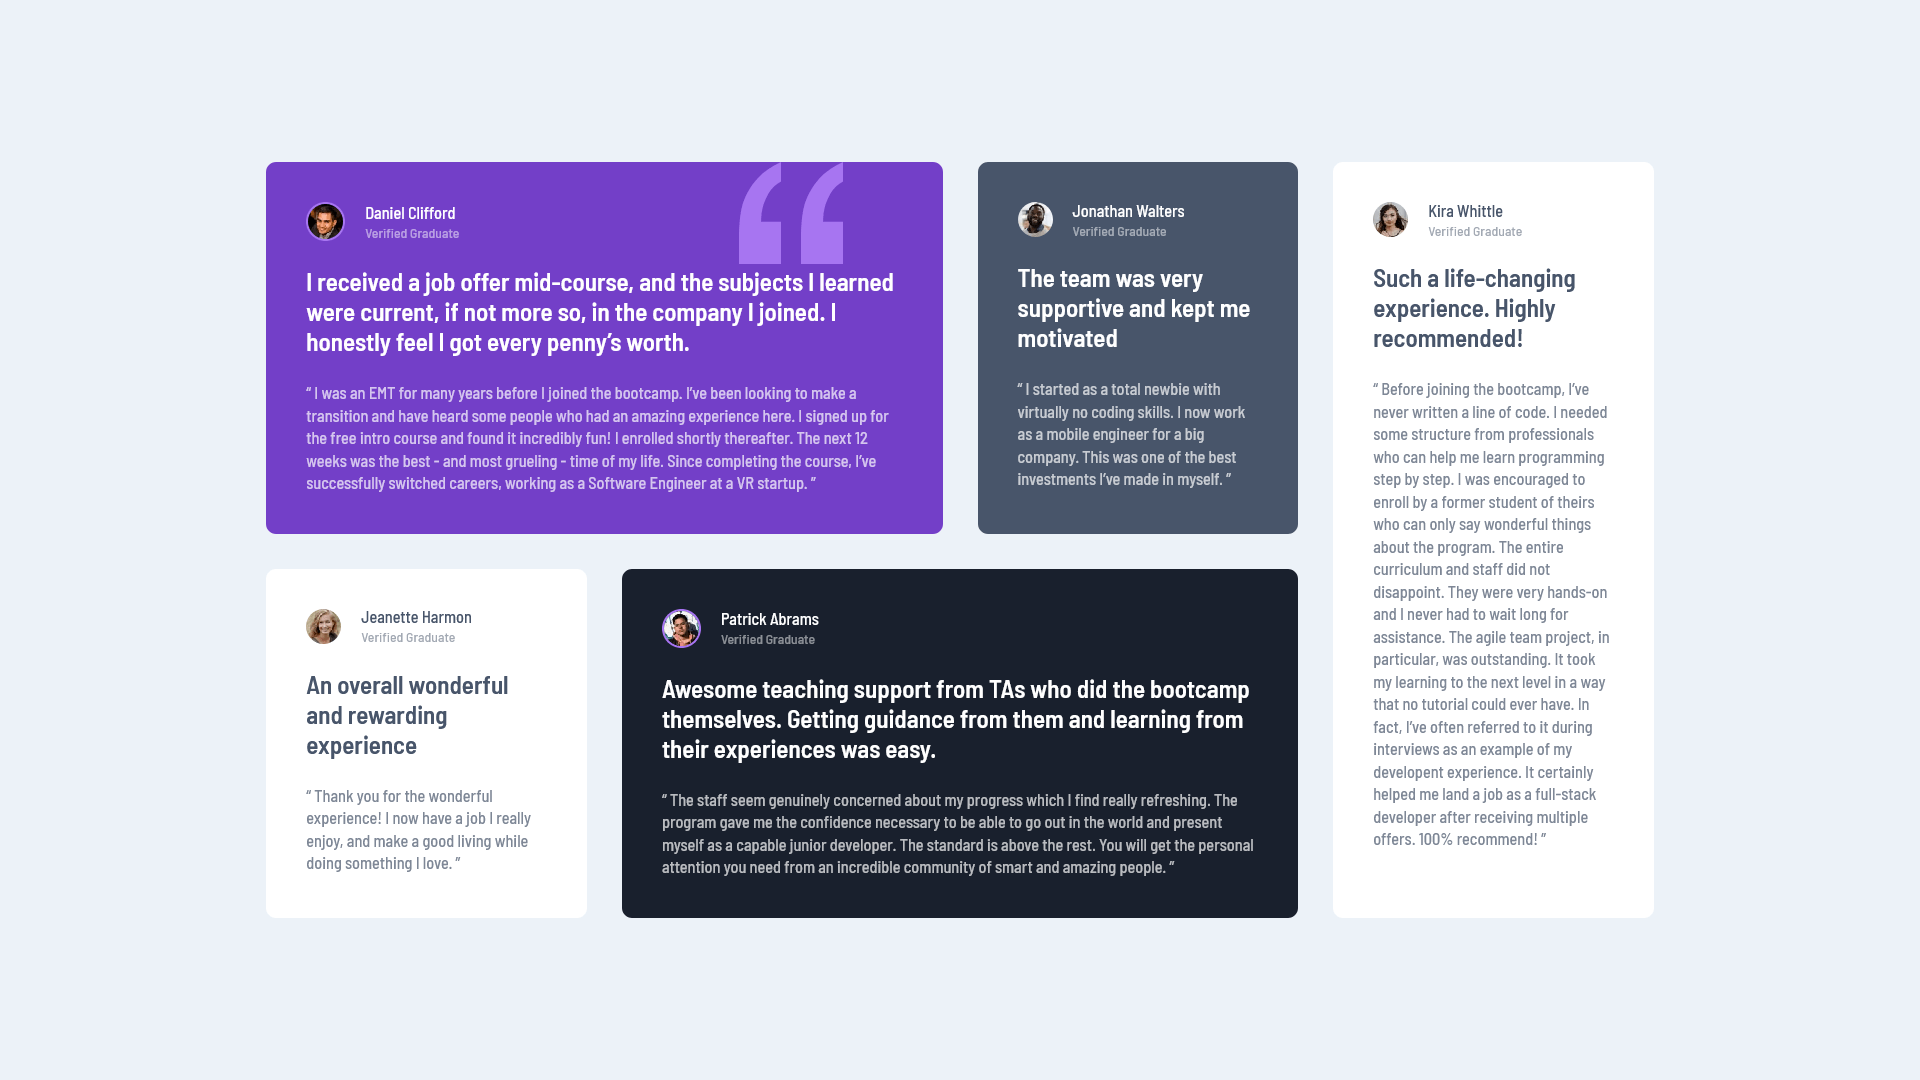 Daniel Clifford
Verified Graduate
I received a job offer mid-course, and the subjects I learned
were current, if not more so, in the company I joined. I
honestly feel I got every penny’s worth.
“ I was an EMT for many years before I joined the bootcamp. I’ve been looking to make a
transition and have heard some people who had an amazing experience here. I signed up for
the free intro course and found it incredibly fun! I enrolled shortly thereafter. The next 12
weeks was the best - and most grueling - time of my life. Since completing the course, I’ve
successfully switched careers, working as a Software Engineer at a VR startup. ”
Jonathan Walters
Verified Graduate
The team was very
supportive and kept me
motivated
“ I started as a total newbie with
virtually no coding skills. I now work
as a mobile engineer for a big
company. This was one of the best
investments I’ve made in myself. ”
Kira Whittle
Verified Graduate
Such a life-changing
experience. Highly
recommended!
“ Before joining the bootcamp, I’ve
never written a line of code. I needed
some structure from professionals
who can help me learn programming
step by step. I was encouraged to
enroll by a former student of theirs
who can only say wonderful things
about the program. The entire
curriculum and staff did not
disappoint. They were very hands-on
and I never had to wait long for
assistance. The agile team project, in
particular, was outstanding. It took
my learning to the next level in a way
that no tutorial could ever have. In
fact, I’ve often referred to it during
interviews as an example of my
developent experience. It certainly
helped me land a job as a full-stack
developer after receiving multiple
offers. 100% recommend! ”
Jeanette Harmon
Verified Graduate
An overall wonderful
and rewarding
experience
“ Thank you for the wonderful
experience! I now have a job I really
enjoy, and make a good living while
doing something I love. ”
Patrick Abrams
Verified Graduate
Awesome teaching support from TAs who did the bootcamp
themselves. Getting guidance from them and learning from
their experiences was easy.
“ The staff seem genuinely concerned about my progress which I find really refreshing. The
program gave me the confidence necessary to be able to go out in the world and present
myself as a capable junior developer. The standard is above the rest. You will get the personal
attention you need from an incredible community of smart and amazing people. ”